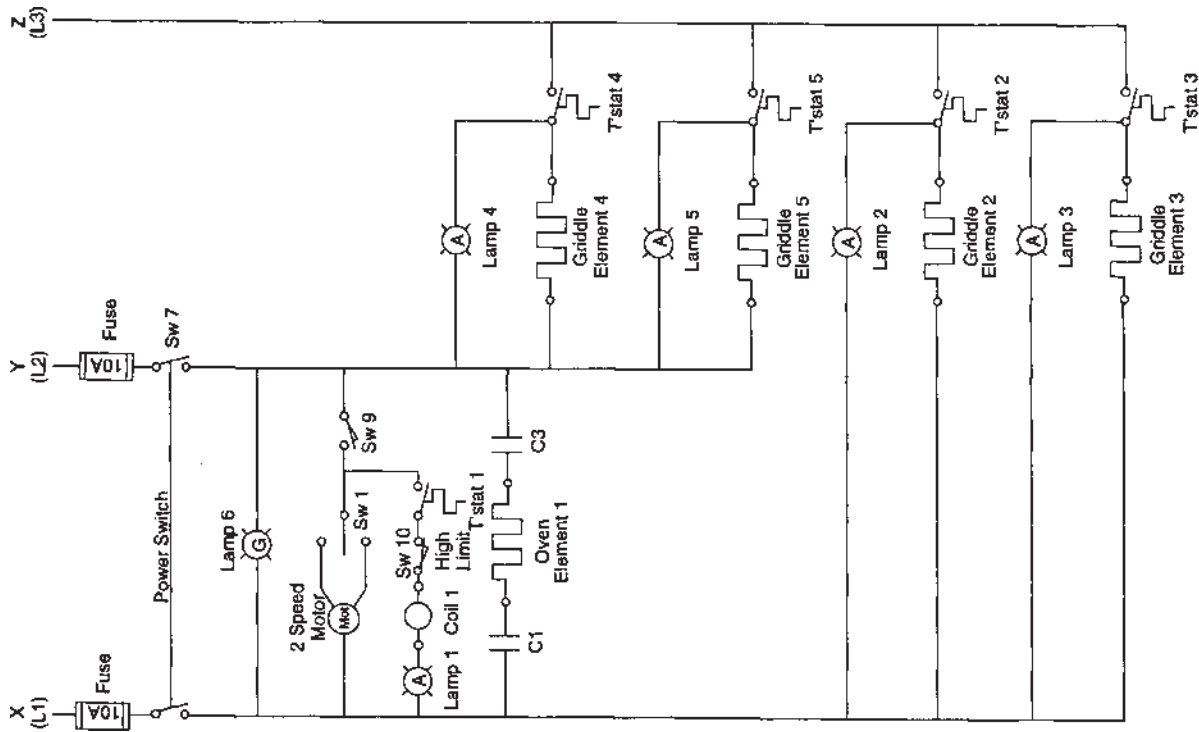 X
(L1)
Y
(L2)
Z
(L3)
10A
Fuse
10A
Fuse
Power Switch
Sw 7
Lamp 6
G
2 Speed
Motor
Mot
Sw 1
Sw 9
A
Lamp 1
Coil 1
Sw 10
High
Limit
T'stat 1
C1
Oven
Element 1
C3
A
Lamp 4
Griddle
Element 4
T'stat 4
A
Lamp 5
Griddle
Element 5
T'stat 5
A
Lamp 2
Griddle
Element 2
T'stat 2
A
Lamp 3
Griddle
Element 3
T'stat 3